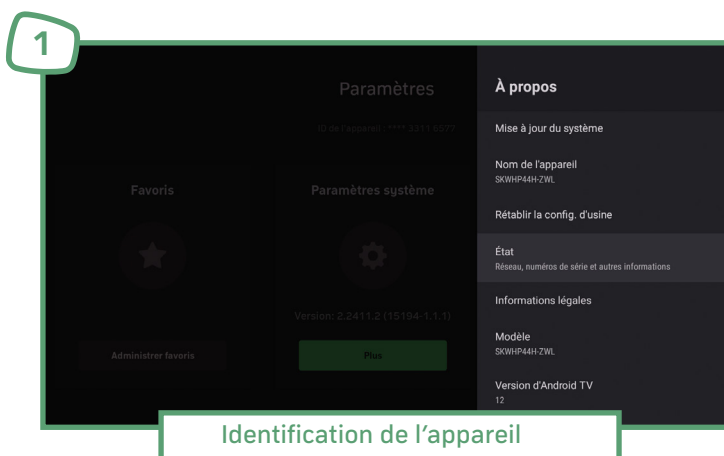 1
Paramètres
ID de l'appareil : **** 3311 6577
Favoris
Paramètres système
Version: 2.2411.2 (15194-1.1.1)
Administrer favoris
Plus
À propos
Mise à jour du système
Nom de l'appareil
SKWHP44H-ZWL
Rétablir la config. d'usine
État
Réseau, numéros de série et autres informations
Informations légales
Modèle
SKWHP44H-ZWL
Version d'Android TV
12
Identification de l'appareil